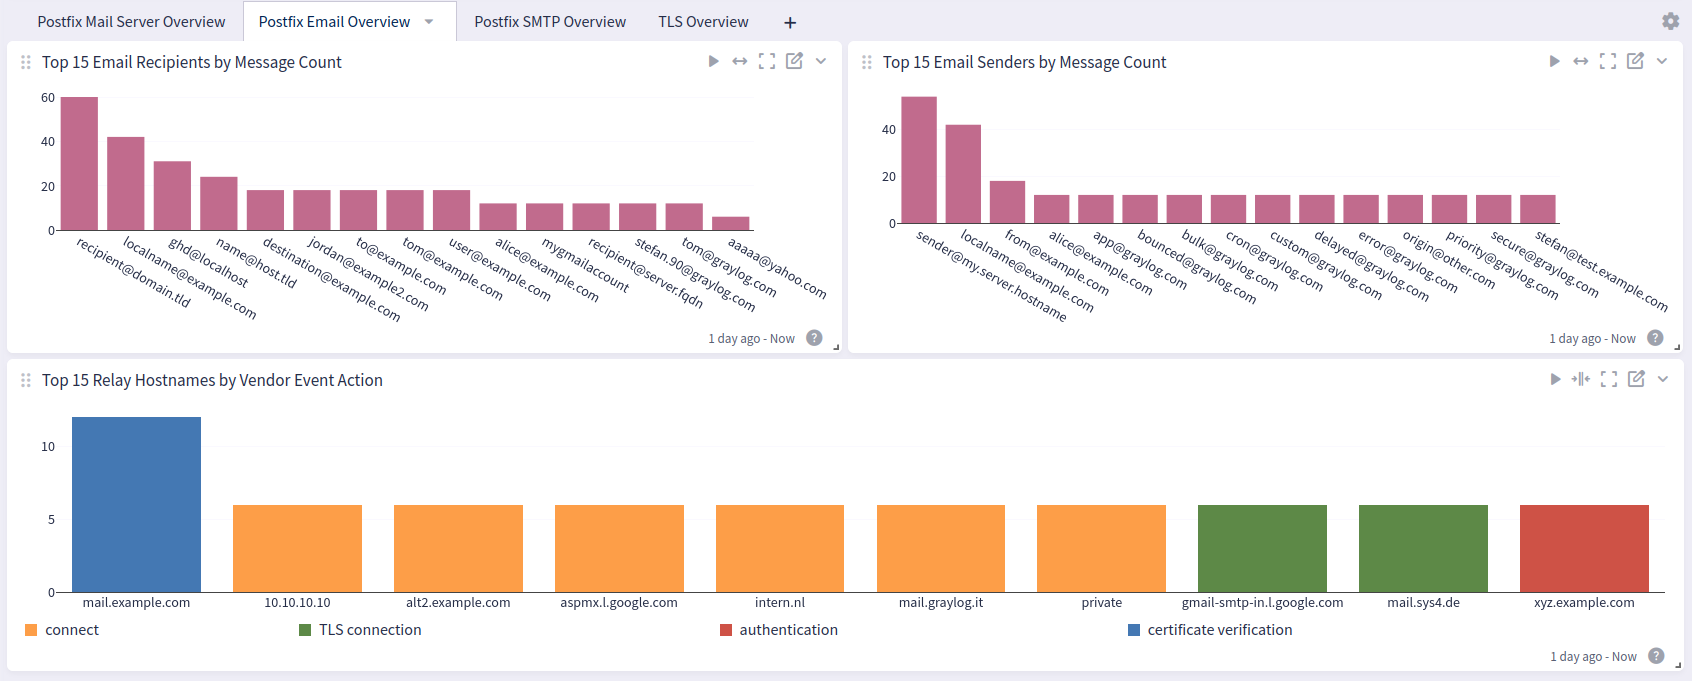 Postfix Mail Server Overview
Postfix Email Overview
Postfix SMTP Overview
TLS Overview
+
Top 15 Email Recipients by Message Count
60
40
20
0
recipient@domain.tld
localname@example.com
ghd@localhost
name@host.tld
destination@example.com
jordan@example2.com
to@example.com
tom@example.com
user@example.com
alice@example.com
mygmailaccount
recipient@server.fqdn
stefan.90@graylog.com
tom@graylog.com
aaaaa@yahoo.com
1 day ago - Now
?
Top 15 Email Senders by Message Count
40
20
0
sender@my.server.hostname
localname@example.com
from@example.com
alice@example.com
app@graylog.com
bounced@graylog.com
bulk@graylog.com
cron@graylog.com
custom@graylog.com
delayed@graylog.com
error@graylog.com
origin@other.com
priority@graylog.com
secure@graylog.com
stefan@test.example.com
1 day ago - Now
?
Top 15 Relay Hostnames by Vendor Event Action
10
5
0
mail.example.com
10.10.10.10
alt2.example.com
aspmx.l.google.com
intern.nl
mail.graylog.it
private
gmail-smtp-in.l.google.com
mail.sys4.de
xyz.example.com
connect
TLS connection
authentication
certificate verification
1 day ago - Now
?